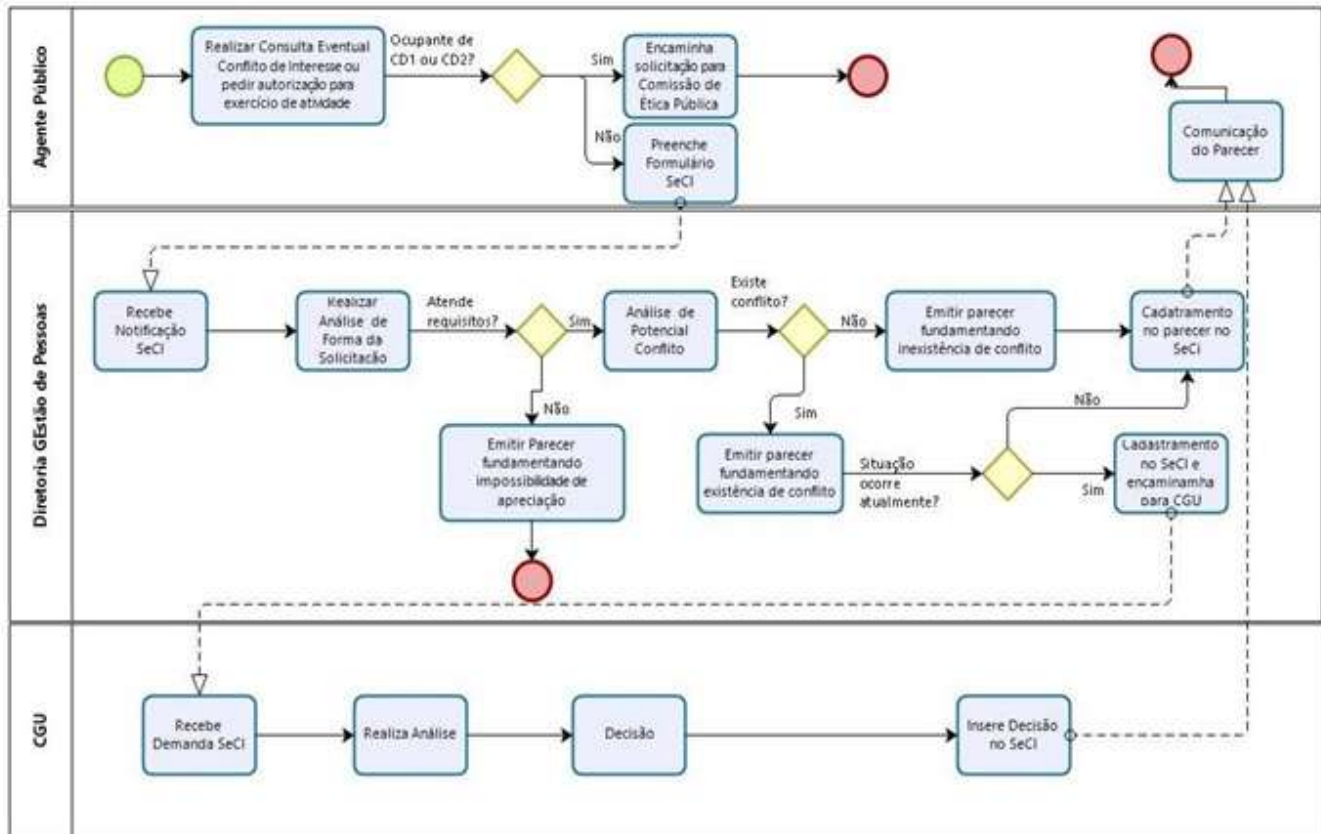 Agente Público
Realizar Consulta Eventual
Conflito de Interesse ou
pedir autorização para
exercício de atividade
Ocupante de
CD1 ou CD2?
Sim
Encaminha
solicitação para
Comissão de
Ética Pública
Não
Preenche
Formulário
SeCI
Comunicação
do Parecer
Diretoria GEstão de Pessoas
Recebe
Notificação
SeCI
Realizar
Análise de
Forma da
Solicitacão
Atende
requisitos?
Sim
Análise de
Potencial
Conflito
Existe
conflito?
Não
Emitir parecer
fundamentando
inexistência de conflito
Cadatramento
no parecer no
SeCi
Não
Emitir Parecer
fundamentando
impossibilidade de
apreciação
Sim
Emitir parecer
fundamentando
existência de conflito
Situação
ocorre
atualmente?
Não
Sim
Cadastramento
no SeCI e
encaminamha
para CGU
CGU
Recebe
Demanda SeCI
Realiza Análise
Decisão
Insere Decisão
no SeCI